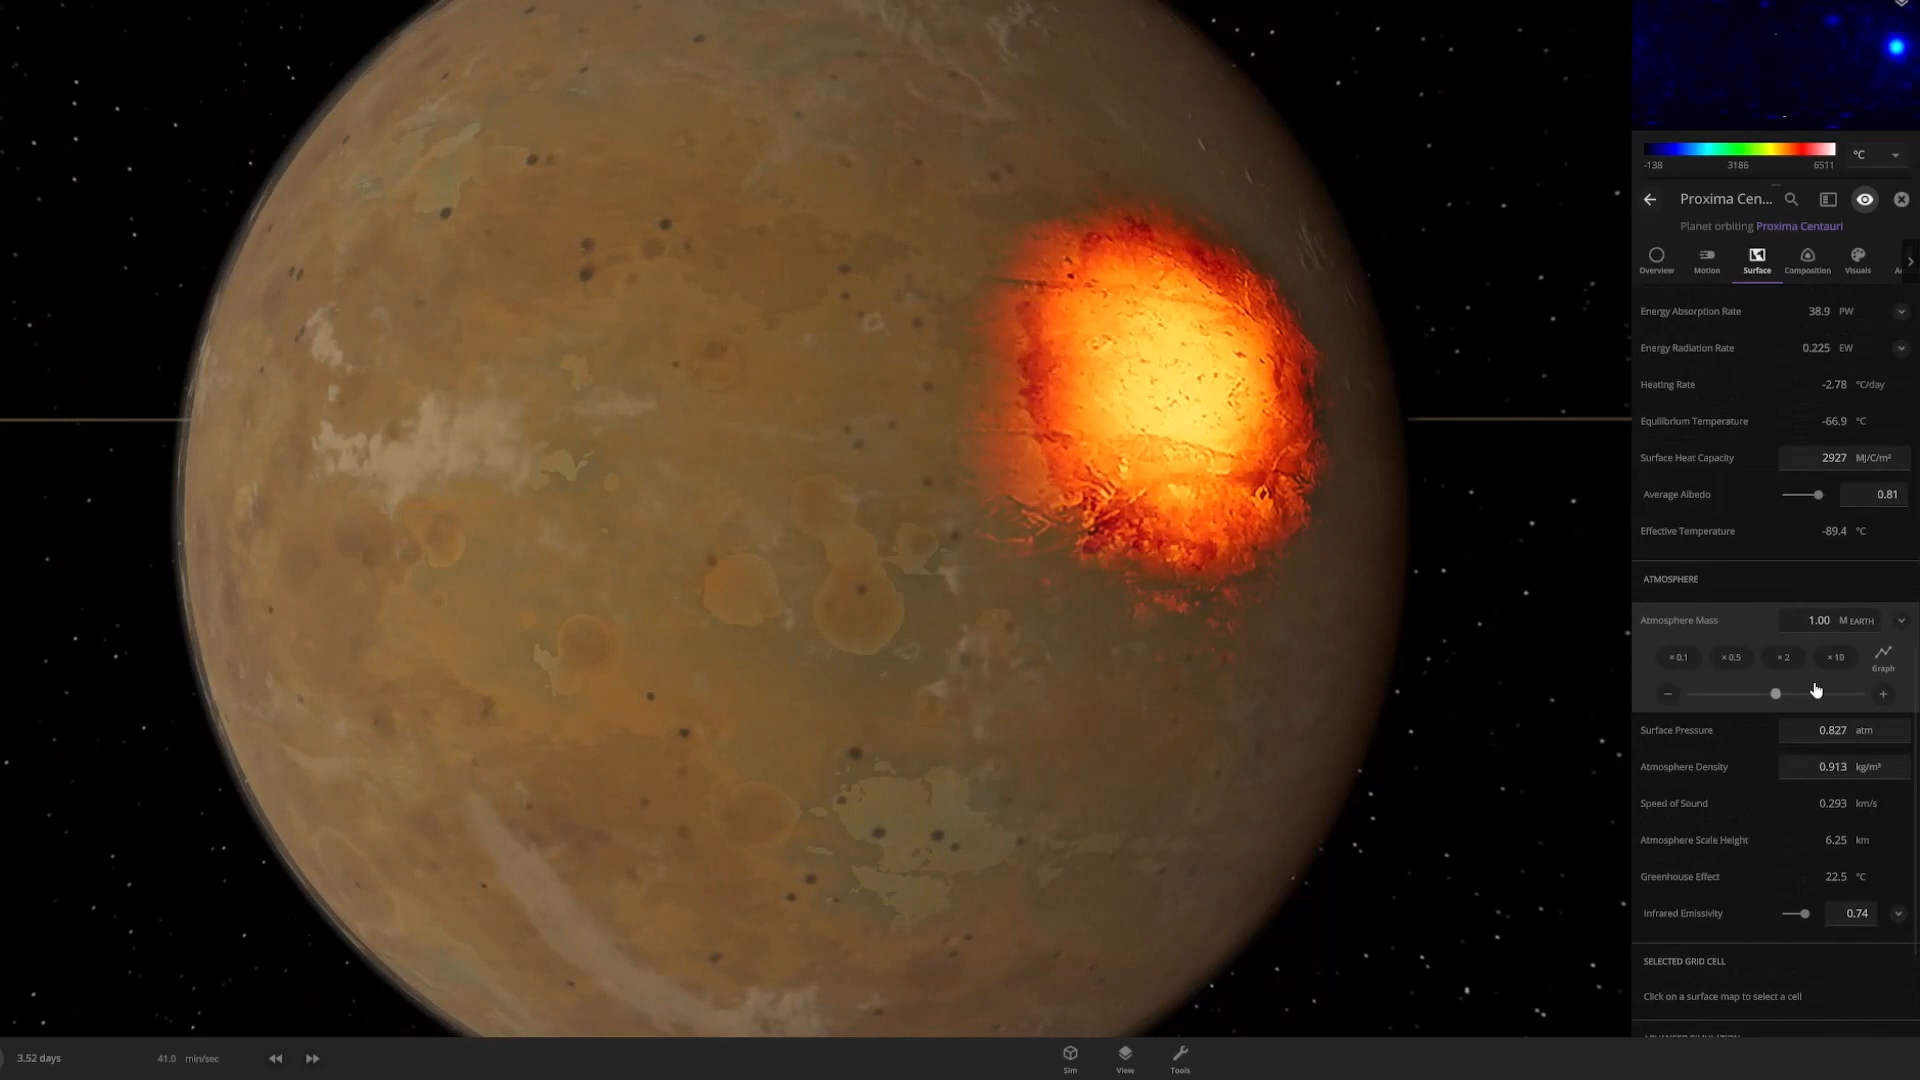 °C
-138 3186 6511
Proxima Cen...
Planet orbiting Proxima Centauri
Overview Motion Surface Composition Visuals
Energy Absorption Rate 38.9 PW
Energy Radiation Rate 0.225 EW
Heating Rate -2.78 °C/day
Equilibrium Temperature -66.9 °C
Surface Heat Capacity 2927 MJ/C/m²
Average Albedo 0.81
Effective Temperature -89.4 °C
ATMOSPHERE
Atmosphere Mass 1.00 M EARTH
× 0.1 × 0.5 × 2 × 10 Graph
Surface Pressure 0.827 atm
Atmosphere Density 0.913 kg/m³
Speed of Sound 0.293 km/s
Atmosphere Scale Height 6.25 km
Greenhouse Effect 22.5 °C
Infrared Emissivity 0.74
SELECTED GRID CELL
Click on a surface map to select a cell
3.52 days 41.0 min/sec
Sim View Tools